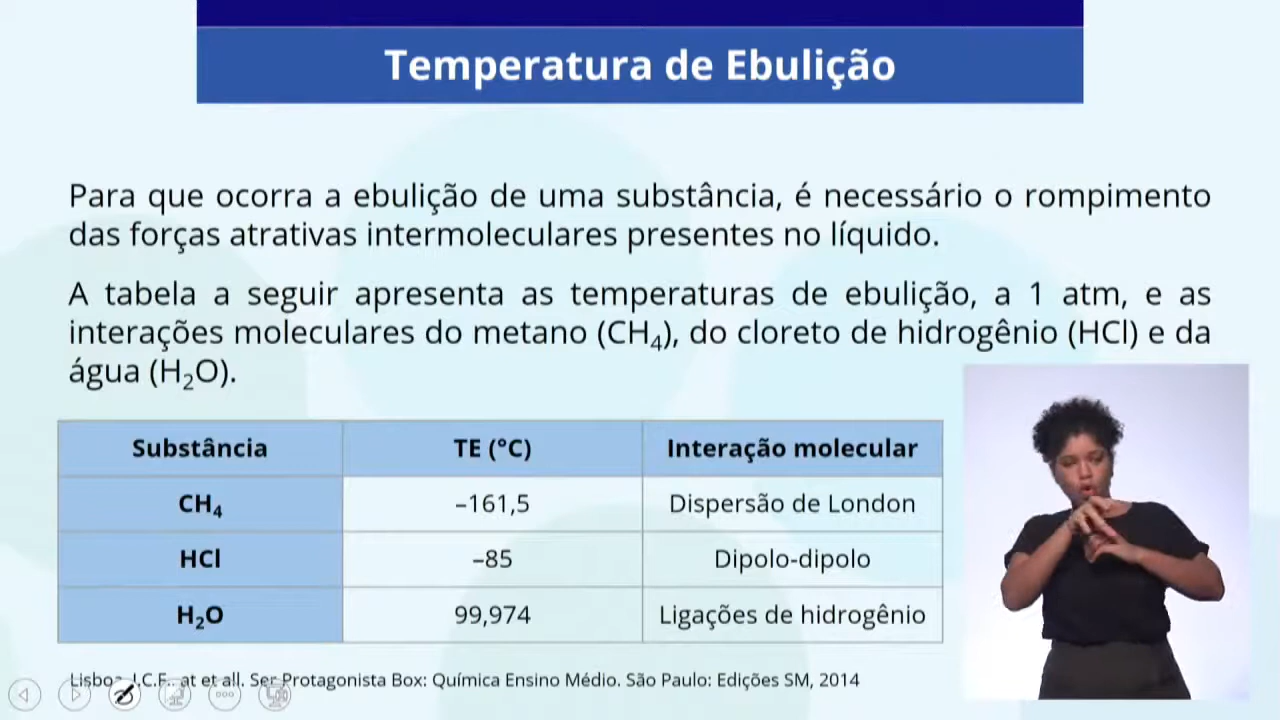 Temperatura de Ebulição
Para que ocorra a ebulição de uma substância, é necessário o rompimento
das forças atrativas intermoleculares presentes no líquido.
A tabela a seguir apresenta as temperaturas de ebulição, a 1 atm, e as
interações moleculares do metano (CH₄), do cloreto de hidrogênio (HCl) e da
água (H₂O).
Substância TE (°C) Interação molecular
CH₄ –161,5 Dispersão de London
HCl –85 Dipolo-dipolo
H₂O 99,974 Ligações de hidrogênio
J.C.F.. at et all. Ser Protagonista Box: Química Ensino Médio. São Paulo: Edições SM, 2014